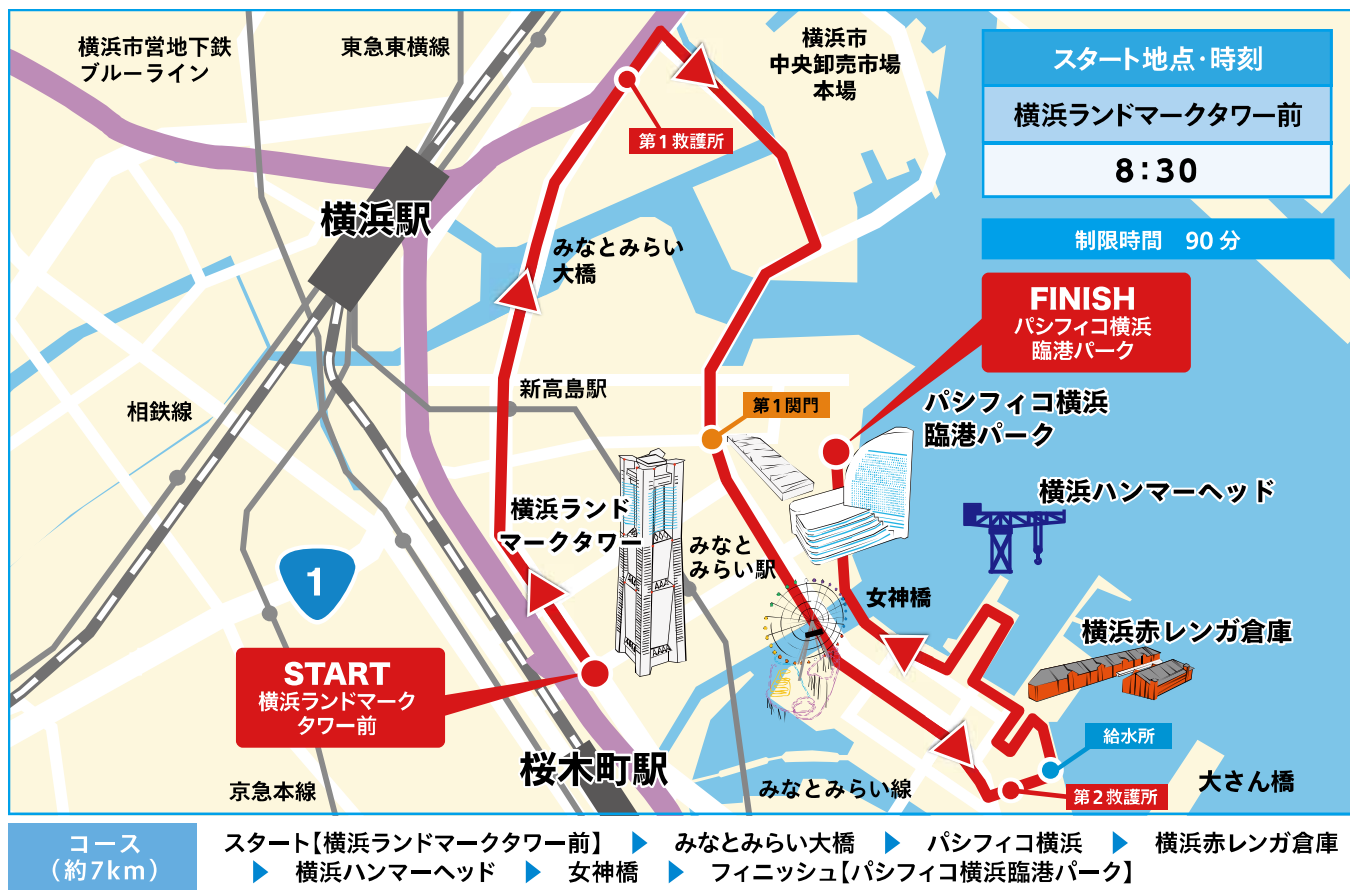 横浜市営地下鉄
ブルーライン
東急東横線
横浜市
中央卸売市場
本場
スタート地点・時刻
横浜ランドマークタワー前
8:30
制限時間 90分
第1救護所
横浜駅
みなとみらい
大橋
FINISH
パシフィコ横浜
臨港パーク
新高島駅
相鉄線
第1関門
パシフィコ横浜
臨港パーク
横浜ハンマーヘッド
横浜ランド
マークタワー
みなと
みらい駅
1
女神橋
横浜赤レンガ倉庫
START
横浜ランドマーク
タワー前
給水所
桜木町駅
京急本線
みなとみらい線
第2救護所
大さん橋
コース
(約7km)
スタート【横浜ランドマークタワー前】 ▶ みなとみらい大橋 ▶ パシフィコ横浜 ▶ 横浜赤レンガ倉庫
▶ 横浜ハンマーヘッド ▶ 女神橋 ▶ フィニッシュ【パシフィコ横浜臨港パーク】